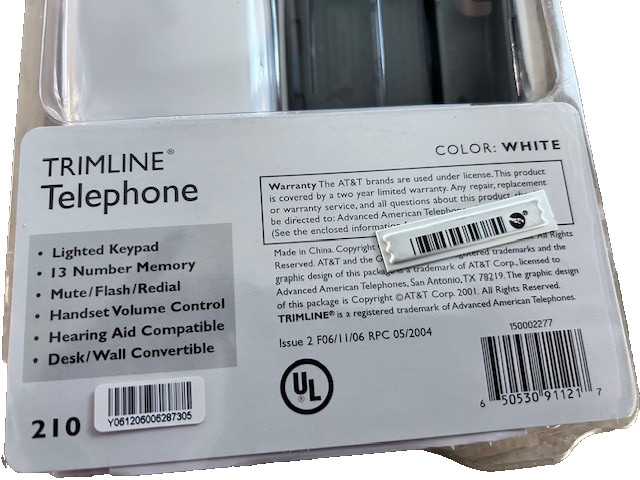 COLOR: WHITE
TRIMLINE®
Telephone
• Lighted Keypad
• 13 Number Memory
• Mute/Flash/Redial
• Handset Volume Control
• Hearing Aid Compatible
• Desk/Wall Convertible
210
Y061206006287305
Warranty The AT&T brands are used under license. This product
is covered by a two year limited warranty. Any repair, replacement
or warranty service, and all questions about this product
be directed to: Advanced American
(See the enclosed
Made in China. Copyright All Rights
Reserved. AT&T and the trademarks and the
graphic design of this is a trademark of AT&T Corp., licensed to
Advanced American Telephones, San Antonio, TX 78219. The graphic design
of this package is Copyright © AT&T Corp. 2001. All Rights Reserved.
TRIMLINE® is a registered trademark of Advanced American Telephones.
Issue 2 F06/11/06 RPC 05/2004
UL
150002277
6 50530 91121 7